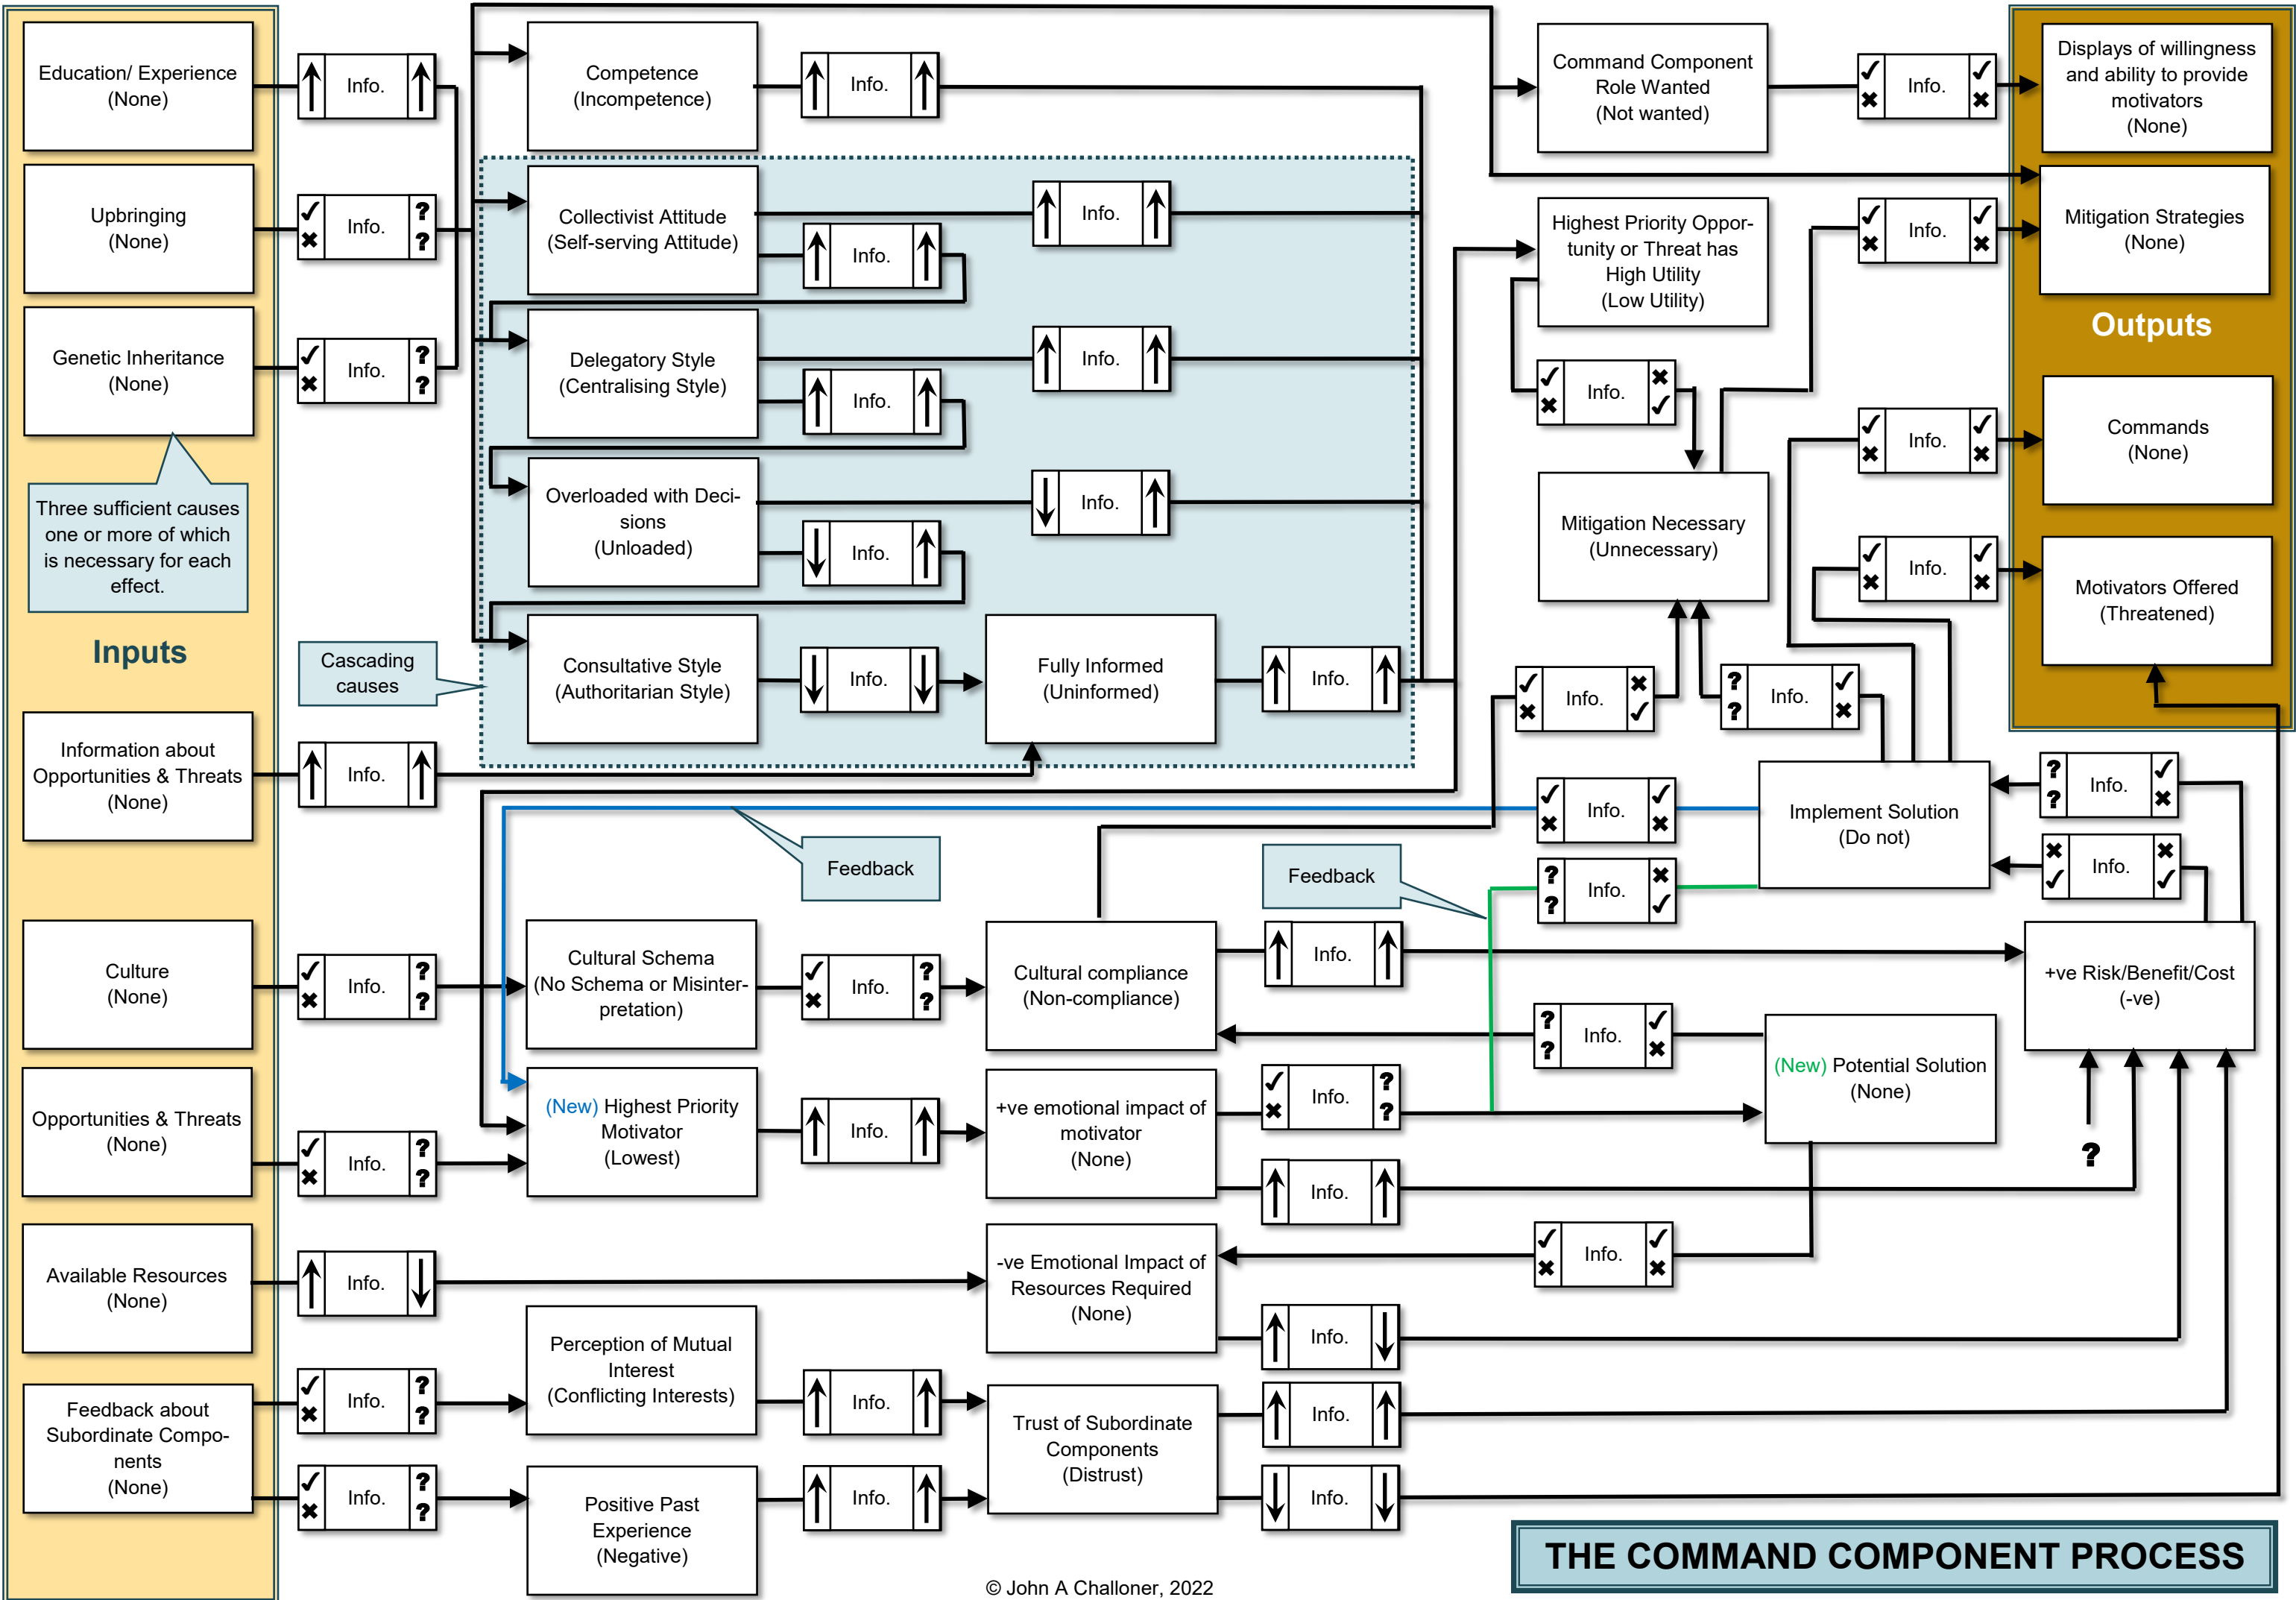 Education/ Experience
(None)
Upbringing
(None)
Genetic Inheritance
(None)
Three sufficient causes
one or more of which
is necessary for each
effect.
Inputs
Information about
Opportunities & Threats
(None)
Culture
(None)
Opportunities & Threats
(None)
Available Resources
(None)
Feedback about
Subordinate Compo-
nents
(None)
Info.
Info.
Info.
Cascading
causes
Info.
Info.
Info.
Info.
Info.
Info.
Competence
(Incompetence)
Info.
Collectivist Attitude
(Self-serving Attitude)
Info.
Info.
Delegatory Style
(Centralising Style)
Info.
Info.
Overloaded with Deci-
sions
(Unloaded)
Info.
Info.
Consultative Style
(Authoritarian Style)
Info.
Fully Informed
(Uninformed)
Info.
Feedback
Cultural Schema
(No Schema or Misinter-
pretation)
Info.
(New) Highest Priority
Motivator
(Lowest)
Info.
Perception of Mutual
Interest
(Conflicting Interests)
Info.
Positive Past
Experience
(Negative)
Info.
Cultural compliance
(Non-compliance)
Info.
+ve emotional impact of
motivator
(None)
Info.
Info.
-ve Emotional Impact of
Resources Required
(None)
Info.
Trust of Subordinate
Components
(Distrust)
Info.
Info.
Feedback
Command Component
Role Wanted
(Not wanted)
Info.
Highest Priority Oppor-
tunity or Threat has
High Utility
(Low Utility)
Info.
Info.
Mitigation Necessary
(Unnecessary)
Info.
Info.
Info.
Info.
Info.
Info.
Implement Solution
(Do not)
Info.
Info.
+ve Risk/Benefit/Cost
(-ve)
Info.
(New) Potential Solution
(None)
Info.
?
Displays of willingness
and ability to provide
motivators
(None)
Mitigation Strategies
(None)
Outputs
Commands
(None)
Motivators Offered
(Threatened)
THE COMMAND COMPONENT PROCESS
© John A Challoner, 2022